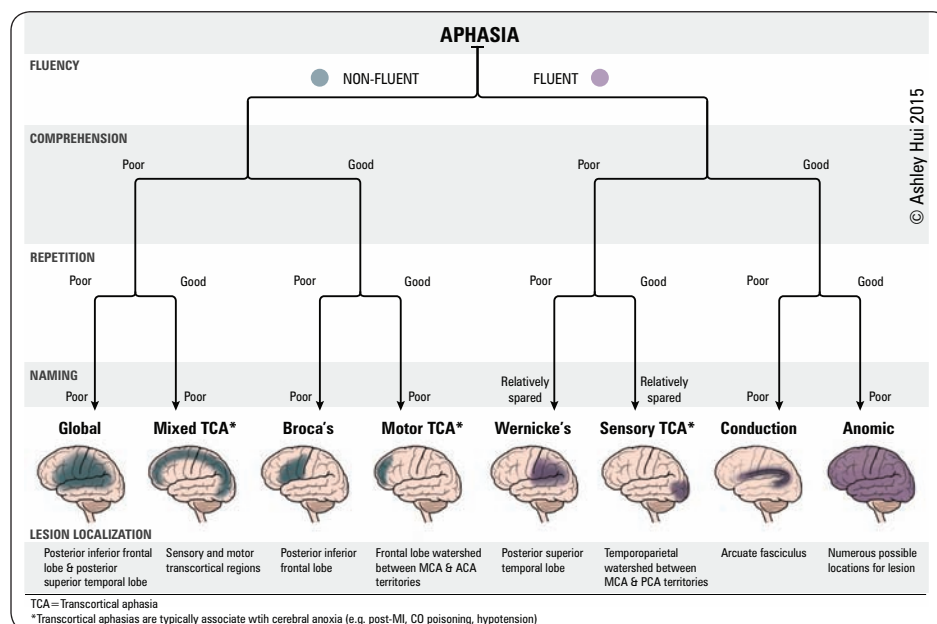 APHASIA
FLUENCY
NON-FLUENT FLUENT
© Ashley Hui 2015
COMPREHENSION
Poor Good Poor Good
REPETITION
Poor Good Poor Good Poor Good Poor Good
NAMING
Poor Poor Poor Poor Relatively spared Relatively spared Poor Poor
Global Mixed TCA* Broca's Motor TCA* Wernicke's Sensory TCA* Conduction Anomic
LESION LOCALIZATION
Posterior inferior frontal Sensory and motor Posterior inferior Frontal lobe watershed Posterior superior Temporoparietal Arcuate fasciculus Numerous possible
lobe & posterior transcortical regions frontal lobe between MCA & ACA temporal lobe watershed between locations for lesion
superior temporal lobe territories MCA & PCA territories
TCA=Transcortical aphasia
*Transcortical aphasias are typically associate wtih cerebral anoxia (e.g. post-MI, CO poisoning, hypotension)